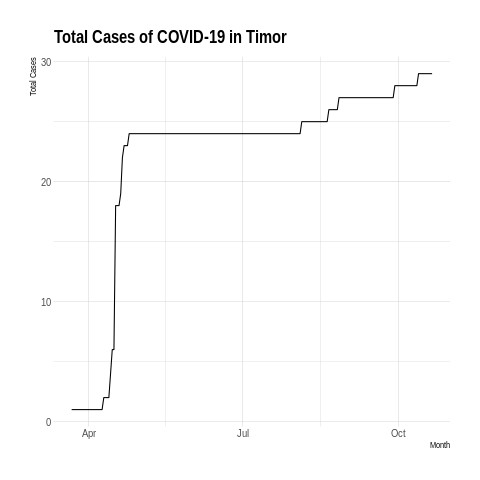 Total Cases of COVID-19 in Timor
Total Cases
30
20
10
0
Apr
Jul
Oct
Month